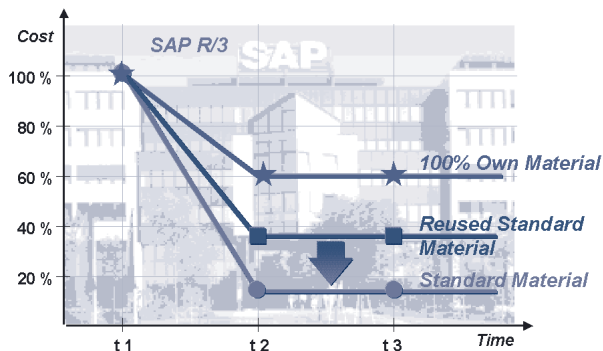 Cost
SAP R/3
SAP
100 %
80 %
60 %
40 %
20 %
100% Own Material
Reused Standard
Material
Standard Material
t 1
t 2
t 3
Time